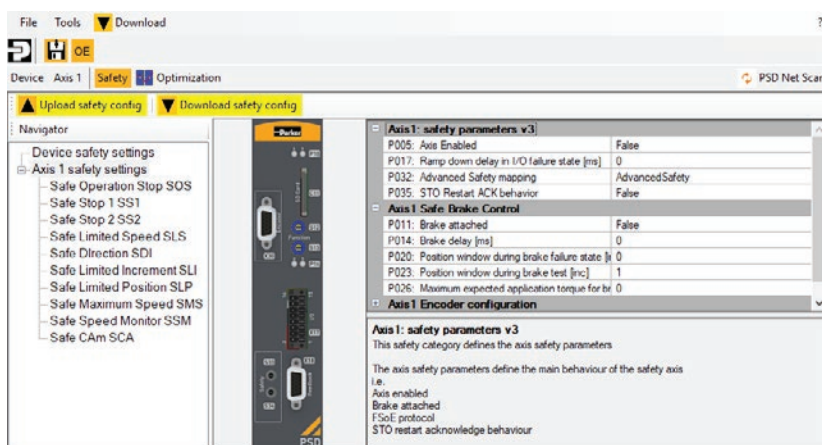 File Tools Download ?
OE
Device Axis 1 Safety Optimization PSD Net Scan
Upload safety config Download safety config
Navigator
Device safety settings
Axis 1 safety settings
Safe Operation Stop SOS
Safe Stop 1 SS1
Safe Stop 2 SS2
Safe Limited Speed SLS
Safe DIrection SDI
Safe Limited Increment SLI
Safe Limited Position SLP
Safe Maximum Speed SMS
Safe Speed Monitor SSM
Safe CAm SCA
Parker
SD Card
Function
Safety
Feedback
PSD
Axis1: safety parameters v3
P005: Axis Enabled False
P017: Ramp down delay in I/O failure state [ms] 0
P032: Advanced Safety mapping AdvancedSafety
P035: STO Restart ACK behavior False
Axis1 Safe Brake Control
P011: Brake attached False
P014: Brake delay [ms] 0
P020: Position window during brake failure state 0
P023: Position window during brake test [inc] 1
P026: Maximum expected application torque for br 0
Axis1 Encoder configuration
Axis1: safety parameters v3
This safety category defines the axis safety parameters
The axis safety parameters define the main behaviour of the safety axis
i.e.
Axis enabled
Brake attached
FSoE protocol
STO restart acknowledge behaviour